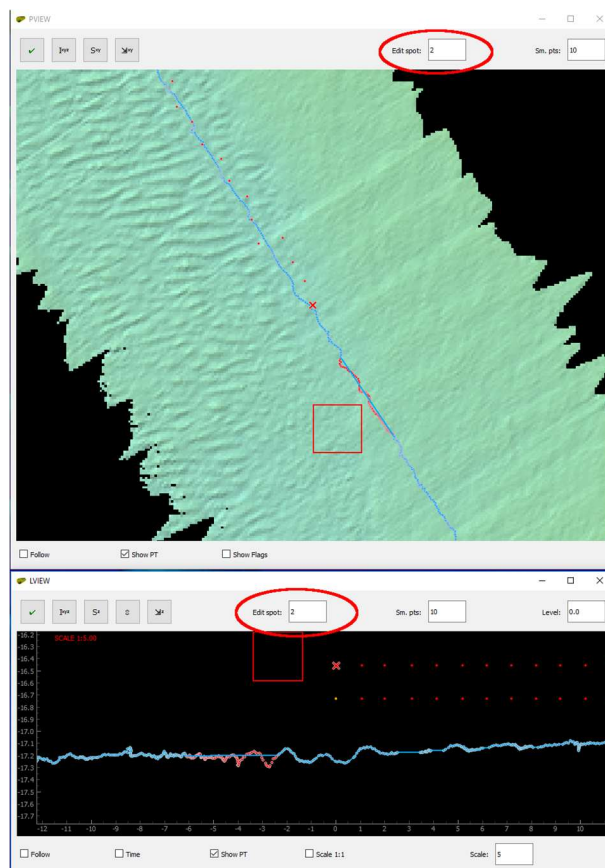 PVIEW
Edit spot: 2 Sm. pts: 10
Follow Show PT Show Flags
LVIEW
Edit spot: 2 Sm. pts: 10 Level: 0.0
SCALE 1:5.00
-16.2
-16.3
-16.4
-16.5
-16.6
-16.7
-16.8
-16.9
-17.0
-17.1
-17.2
-17.3
-17.4
-17.5
-17.6
-17.7
-12 -11 -10 -9 -8 -7 -6 -5 -4 -3 -2 -1 0 1 2 3 4 5 6 7 8 9 10
Follow Time Show PT Scale 1:1 Scale: 5